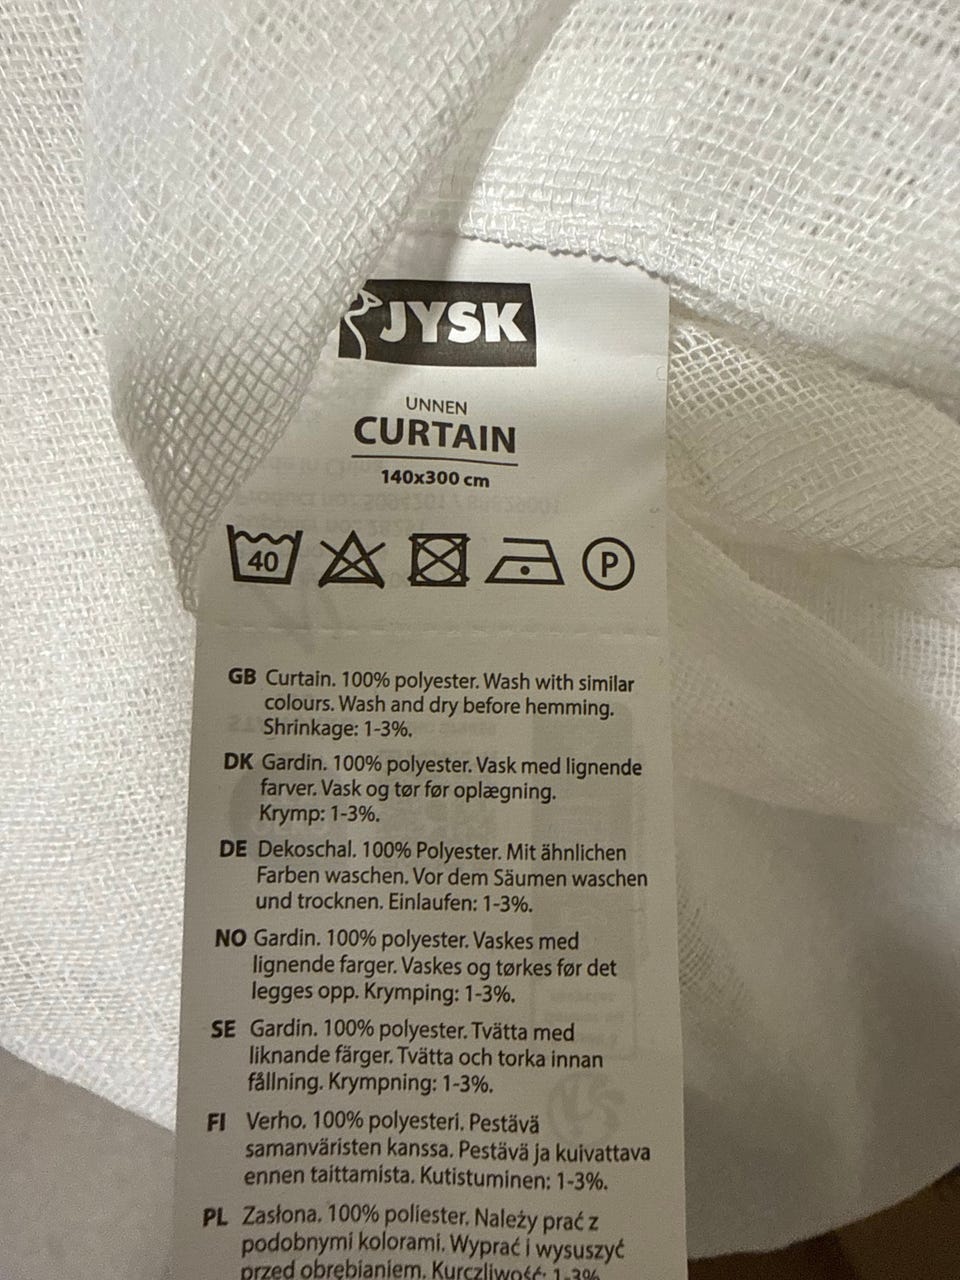 JYSK
UNNEN
CURTAIN
140x300 cm
40
P
GB Curtain. 100% polyester. Wash with similar
colours. Wash and dry before hemming.
Shrinkage: 1-3%.
DK Gardin. 100% polyester. Vask med lignende
farver. Vask og tør før oplægning.
Krymp: 1-3%.
DE Dekoschal. 100% Polyester. Mit ähnlichen
Farben waschen. Vor dem Säumen waschen
und trocknen. Einlaufen: 1-3%.
NO Gardin. 100% polyester. Vaskes med
lignende farger. Vaskes og tørkes før det
legges opp. Krymping: 1-3%.
SE Gardin. 100% polyester. Tvätta med
liknande färger. Tvätta och torka innan
fållning. Krympning: 1-3%.
FI Verho. 100% polyesteri. Pestävä
samanväristen kanssa. Pestävä ja kuivattava
ennen taittamista. Kutistuminen: 1-3%.
PL Zasłona. 100% poliester. Należy prać z
podobnymi kolorami. Wyprać i wysuszyć
przed obrębianiem. Kurczliwość: 1-3%